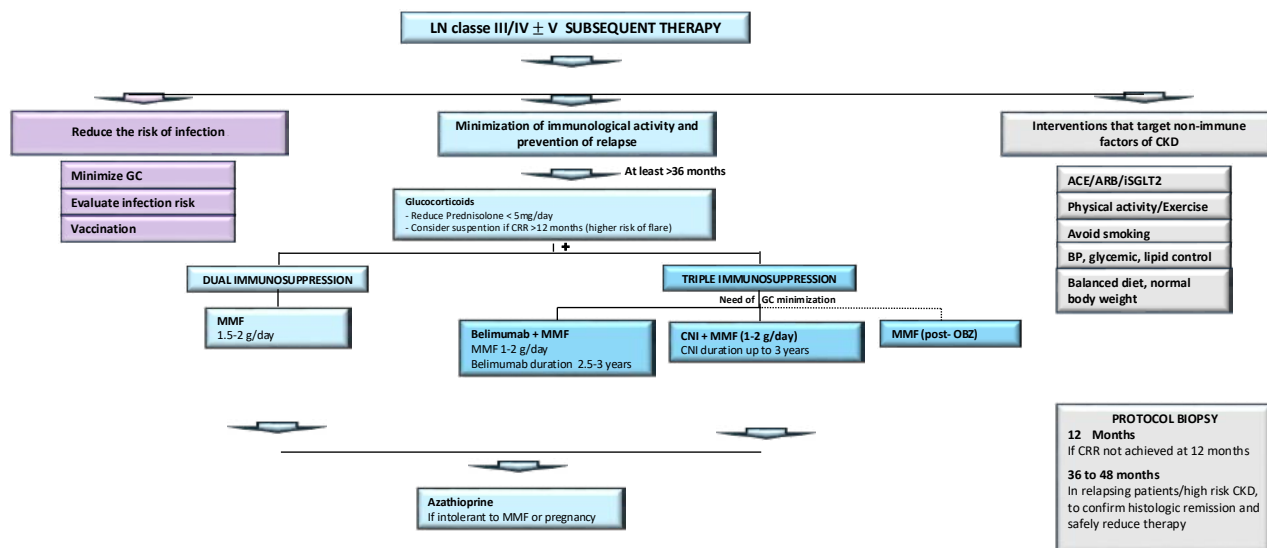 LN classe III/IV ± V SUBSEQUENT THERAPY
Reduce the risk of infection
Minimize GC
Evaluate infection risk
Vaccination
Minimization of immunological activity and
prevention of relapse
At least >36 months
Glucocorticoids
- Reduce Prednisolone < 5mg/day
- Consider suspention if CRR >12 months (higher risk of flare)
+
DUAL IMMUNOSUPPRESSION
MMF
1.5-2 g/day
TRIPLE IMMUNOSUPPRESSION
Need of GC minimization
Belimumab + MMF
MMF 1-2 g/day
Belimumab duration 2.5-3 years
CNI + MMF (1-2 g/day)
CNI duration up to 3 years
MMF (post- OBZ)
Azathioprine
If intolerant to MMF or pregnancy
Interventions that target non-immune
factors of CKD
ACE/ARB/iSGLT2
Physical activity/Exercise
Avoid smoking
BP, glycemic, lipid control
Balanced diet, normal
body weight
PROTOCOL BIOPSY
12 Months
If CRR not achieved at 12 months
36 to 48 months
In relapsing patients/high risk CKD,
to confirm histologic remission and
safely reduce therapy